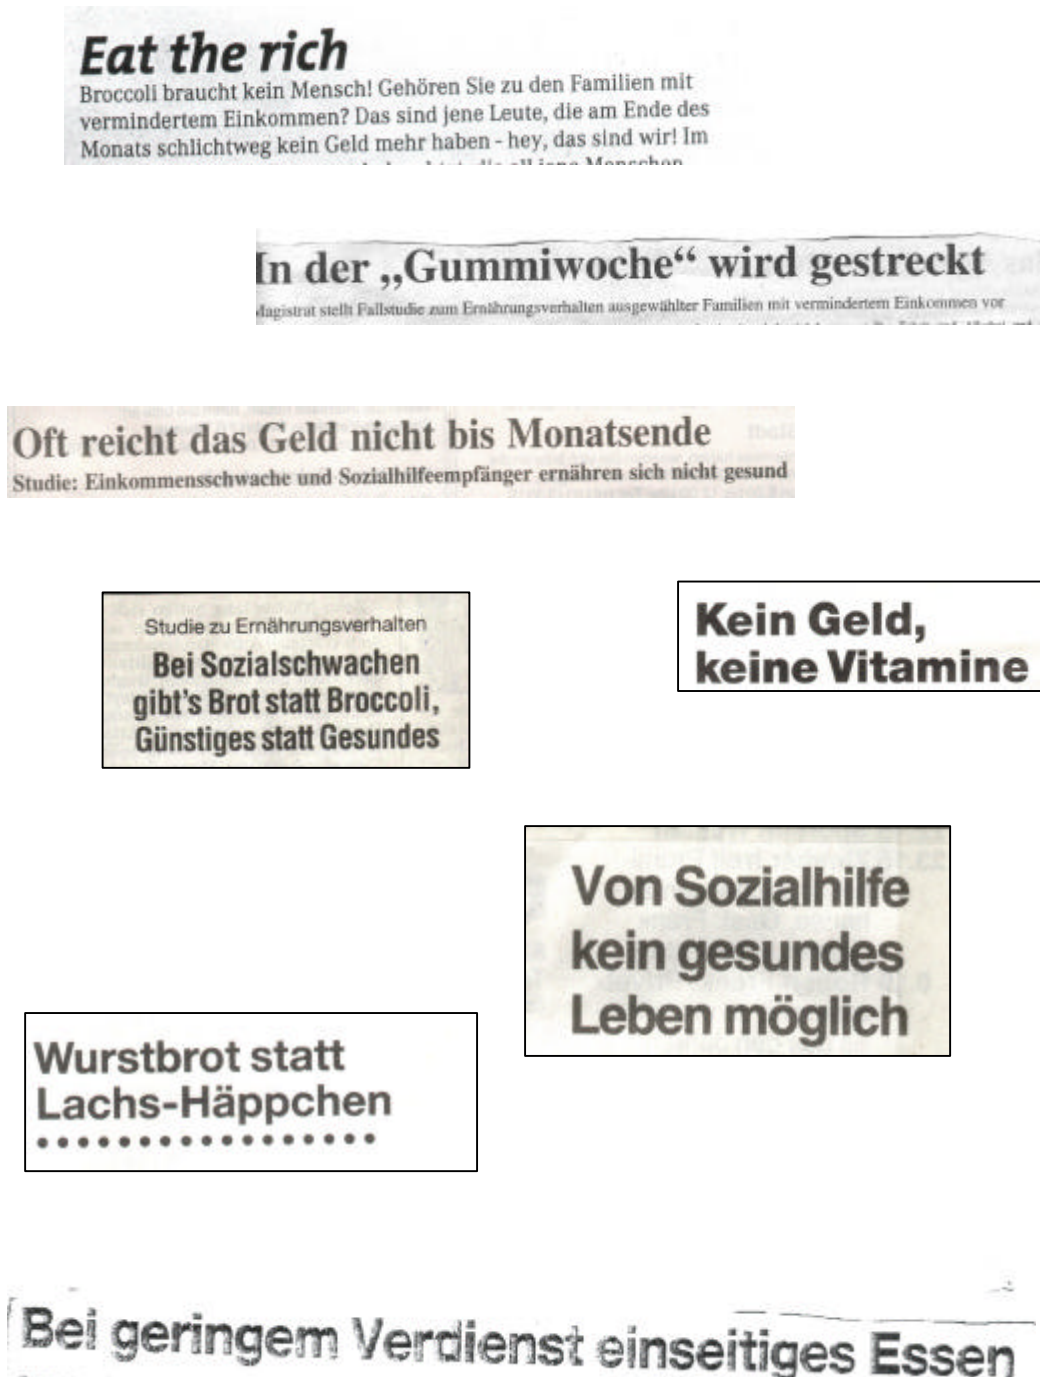 Eat the rich
Broccoli braucht kein Mensch! Gehören Sie zu den Familien mit
vermindertem Einkommen? Das sind jene Leute, die am Ende des
Monats schlichtweg kein Geld mehr haben - hey, das sind wir! Im
In der „Gummiwoche“ wird gestreckt
Magistrat stellt Fallstudie zum Ernährungsverhalten ausgewählter Familien mit vermindertem Einkommen vor
Oft reicht das Geld nicht bis Monatsende
Studie: Einkommensschwache und Sozialhilfeempfänger ernähren sich nicht gesund
Studie zu Ernährungsverhalten
Bei Sozialschwachen
gibt's Brot statt Broccoli,
Günstiges statt Gesundes
Kein Geld,
keine Vitamine
Von Sozialhilfe
kein gesundes
Leben möglich
Wurstbrot statt
Lachs-Häppchen
Bei geringem Verdienst einseitiges Essen